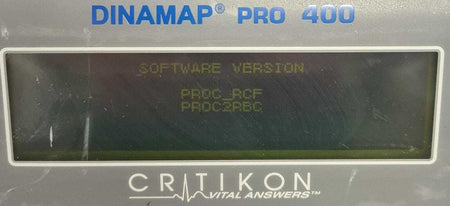 DINAMAP® PRO 400
SOFTWARE VERSION
PROC_RCF
PROC2RBC
CRITIKON
VITAL ANSWERS™